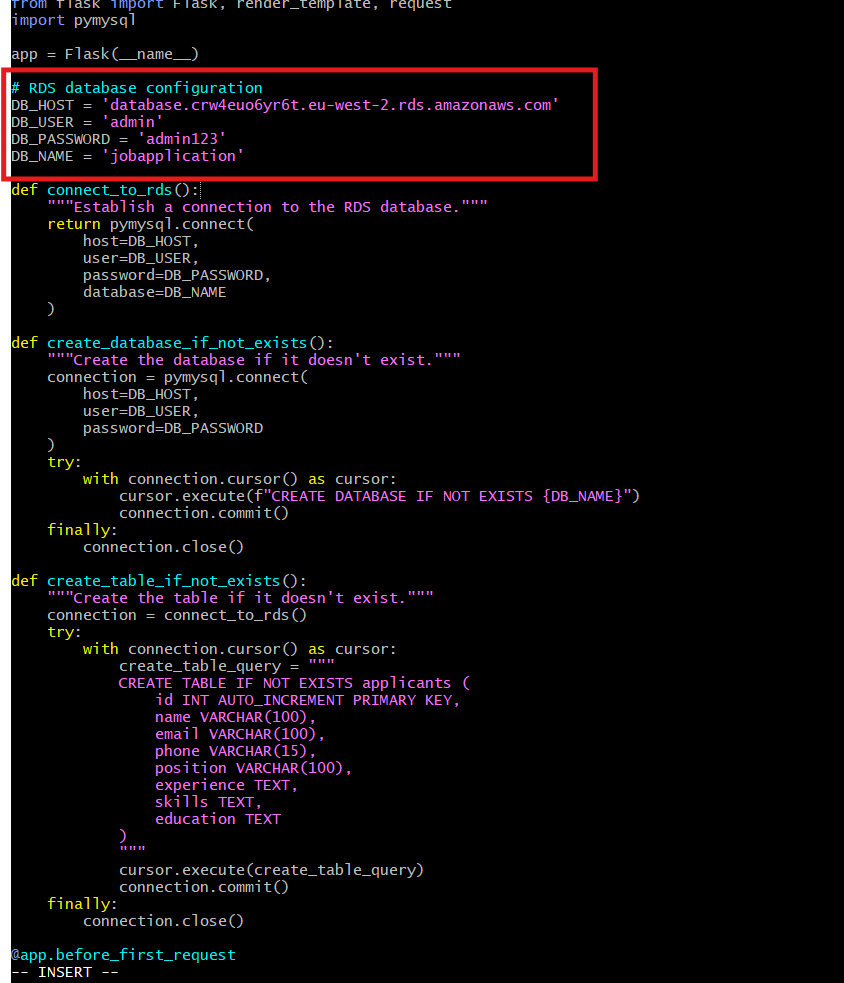 from flask import Flask, render_template, request
import pymysql
app = Flask(__name__)
# RDS database configuration
DB_HOST = 'database.crw4euo6yr6t.eu-west-2.rds.amazonaws.com'
DB_USER = 'admin'
DB_PASSWORD = 'admin123'
DB_NAME = 'jobapplication'
def connect_to_rds():
    """Establish a connection to the RDS database."""
    return pymysql.connect(
        host=DB_HOST,
        user=DB_USER,
        password=DB_PASSWORD,
        database=DB_NAME
    )
def create_database_if_not_exists():
    """Create the database if it doesn't exist."""
    connection = pymysql.connect(
        host=DB_HOST,
        user=DB_USER,
        password=DB_PASSWORD
    )
    try:
        with connection.cursor() as cursor:
            cursor.execute(f"CREATE DATABASE IF NOT EXISTS {DB_NAME}")
            connection.commit()
    finally:
        connection.close()
def create_table_if_not_exists():
    """Create the table if it doesn't exist."""
    connection = connect_to_rds()
    try:
        with connection.cursor() as cursor:
            create_table_query = """
            CREATE TABLE IF NOT EXISTS applicants (
                id INT AUTO_INCREMENT PRIMARY KEY,
                name VARCHAR(100),
                email VARCHAR(100),
                phone VARCHAR(15),
                position VARCHAR(100),
                experience TEXT,
                skills TEXT,
                education TEXT
            )
            """
            cursor.execute(create_table_query)
            connection.commit()
    finally:
        connection.close()
@app.before_first_request
-- INSERT --